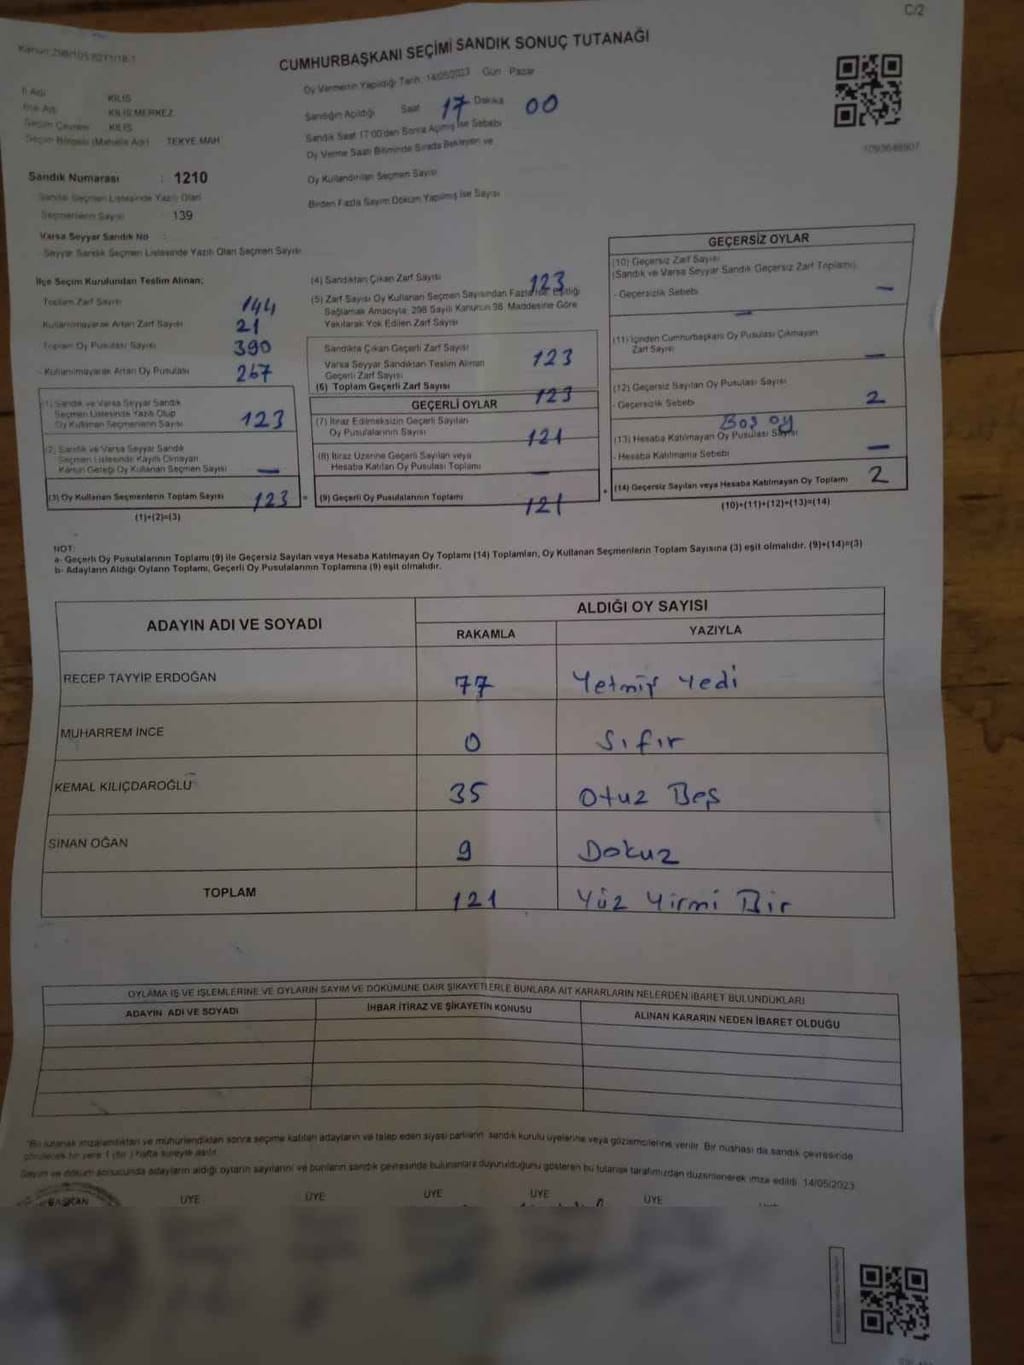 C/2
CUMHURBAŞKANI SEÇİMİ SANDIK SONUÇ TUTANAĞI
Oy Vermenin Yapıldığı Tarih: 14/05/2023 Gün Pazar
İl Adı KİLİS
İlçe Adı KİLİS MERKEZ
Seçim Çevresi KİLİS
Seçim Bölgesi (Mahalle Adı) TEKYE MAH
Sandık Numarası : 1210
Sandık Seçmen Listesinde Yazılı Olan
Seçmenlerin Sayısı 139
Varsa Seyyar Sandık No
Seyyar Sandık Seçmen Listesinde Yazılı Olan Seçmen Sayısı
Sandığın Açıldığı Saat 17 Dakika 00
Sandık Saat 17:00'den Sonra Açılmış İse Sebebi
Oy Verme Saati Bitiminde Sırada Bekleyen ve
Oy Kullandırılan Seçmen Sayısı
Birden Fazla Sayım Döküm Yapılmış İse Sayısı
İlçe Seçim Kurulundan Teslim Alınan;
Toplam Zarf Sayısı 144
Kullanılmayarak Artan Zarf Sayısı 21
Toplam Oy Pusulası Sayısı 390
- Kullanılmayarak Artan Oy Pusulası 267
(1) Sandık ve Varsa Seyyar Sandık
Seçmen Listesinde Yazılı Olup
Oy Kullanan Seçmenlerin Sayısı 123
(2) Sandık ve Varsa Seyyar Sandık
Seçmen Listesinde Kayıtlı Olmayan
Kanun Gereği Oy Kullanan Seçmen Sayısı —
(3) Oy Kullanan Seçmenlerin Toplam Sayısı 123
(1)+(2)=(3)
(4) Sandıktan Çıkan Zarf Sayısı 123
(5) Zarf Sayısı Oy Kullanan Seçmen Sayısından Fazla İse, Eşitliği
Sağlamak Amacıyla, 298 Sayılı Kanunun 98. Maddesine Göre
Yakılarak Yok Edilen Zarf Sayısı —
Sandıkta Çıkan Geçerli Zarf Sayısı 123
Varsa Seyyar Sandıktan Teslim Alınan
Geçerli Zarf Sayısı
(6) Toplam Geçerli Zarf Sayısı 123
GEÇERLİ OYLAR
(7) İtiraz Edilmeksizin Geçerli Sayılan
Oy Pusulalarının Sayısı 121
(8) İtiraz Üzerine Geçerli Sayılan veya
Hesaba Katılan Oy Pusulası Toplamı —
= (9) Geçerli Oy Pusulalarının Toplamı 121
GEÇERSİZ OYLAR
(10) Geçersiz Zarf Sayısı
(Sandık ve Varsa Seyyar Sandık Geçersiz Zarf Toplamı)
- Geçersizlik Sebebi —
(11) İçinden Cumhurbaşkanı Oy Pusulası Çıkmayan
Zarf Sayısı —
(12) Geçersiz Sayılan Oy Pusulası Sayısı
- Geçersizlik Sebebi 2
Boş oy
(13) Hesaba Katılmayan Oy Pusulası Sayısı
- Hesaba Katılmama Sebebi —
+ (14) Geçersiz Sayılan veya Hesaba Katılmayan Oy Toplamı 2
(10)+(11)+(12)+(13)=(14)
NOT:
a- Geçerli Oy Pusulalarının Toplamı (9) ile Geçersiz Sayılan veya Hesaba Katılmayan Oy Toplamı (14) Toplamları, Oy Kullanan Seçmenlerin Toplam Sayısına (3) eşit olmalıdır. (9)+(14)=(3)
b- Adayların Aldığı Oyların Toplamı, Geçerli Oy Pusulalarının Toplamına (9) eşit olmalıdır.
ADAYIN ADI VE SOYADI
ALDIĞI OY SAYISI
RAKAMLA YAZIYLA
RECEP TAYYİP ERDOĞAN 77 Yetmiş Yedi
MUHARREM İNCE 0 Sıfır
KEMAL KILIÇDAROĞLU 35 Otuz Beş
SİNAN OĞAN 9 Dokuz
TOPLAM 121 Yüz Yirmi Bir
OYLAMA İŞ VE İŞLEMLERİNE VE OYLARIN SAYIM VE DÖKÜMÜNE DAİR ŞİKAYETLERLE BUNLARA AİT KARARLARIN NELERDEN İBARET BULUNDUKLARI
ADAYIN ADI VE SOYADI İHBAR İTİRAZ VE ŞİKAYETİN KONUSU ALINAN KARARIN NEDEN İBARET OLDUĞU
*Bu tutanak imzalandıktan ve mühürlendikten sonra seçime katılan adayların ve talep eden siyasi partilerin sandık kurulu üyelerine veya gözlemcilerine verilir. Bir nüshası da sandık çevresinde
görülecek bir yere 1 (bir) hafta süreyle asılır.
Sayım ve döküm sonucunda adayların aldığı oyların sayılarını ve bunların sandık çevresinde bulunanlara duyurulduğunu gösteren bu tutanak tarafımızdan düzenlenerek imza edildi. 14/05/2023
BAŞKAN ÜYE ÜYE ÜYE ÜYE ÜYE